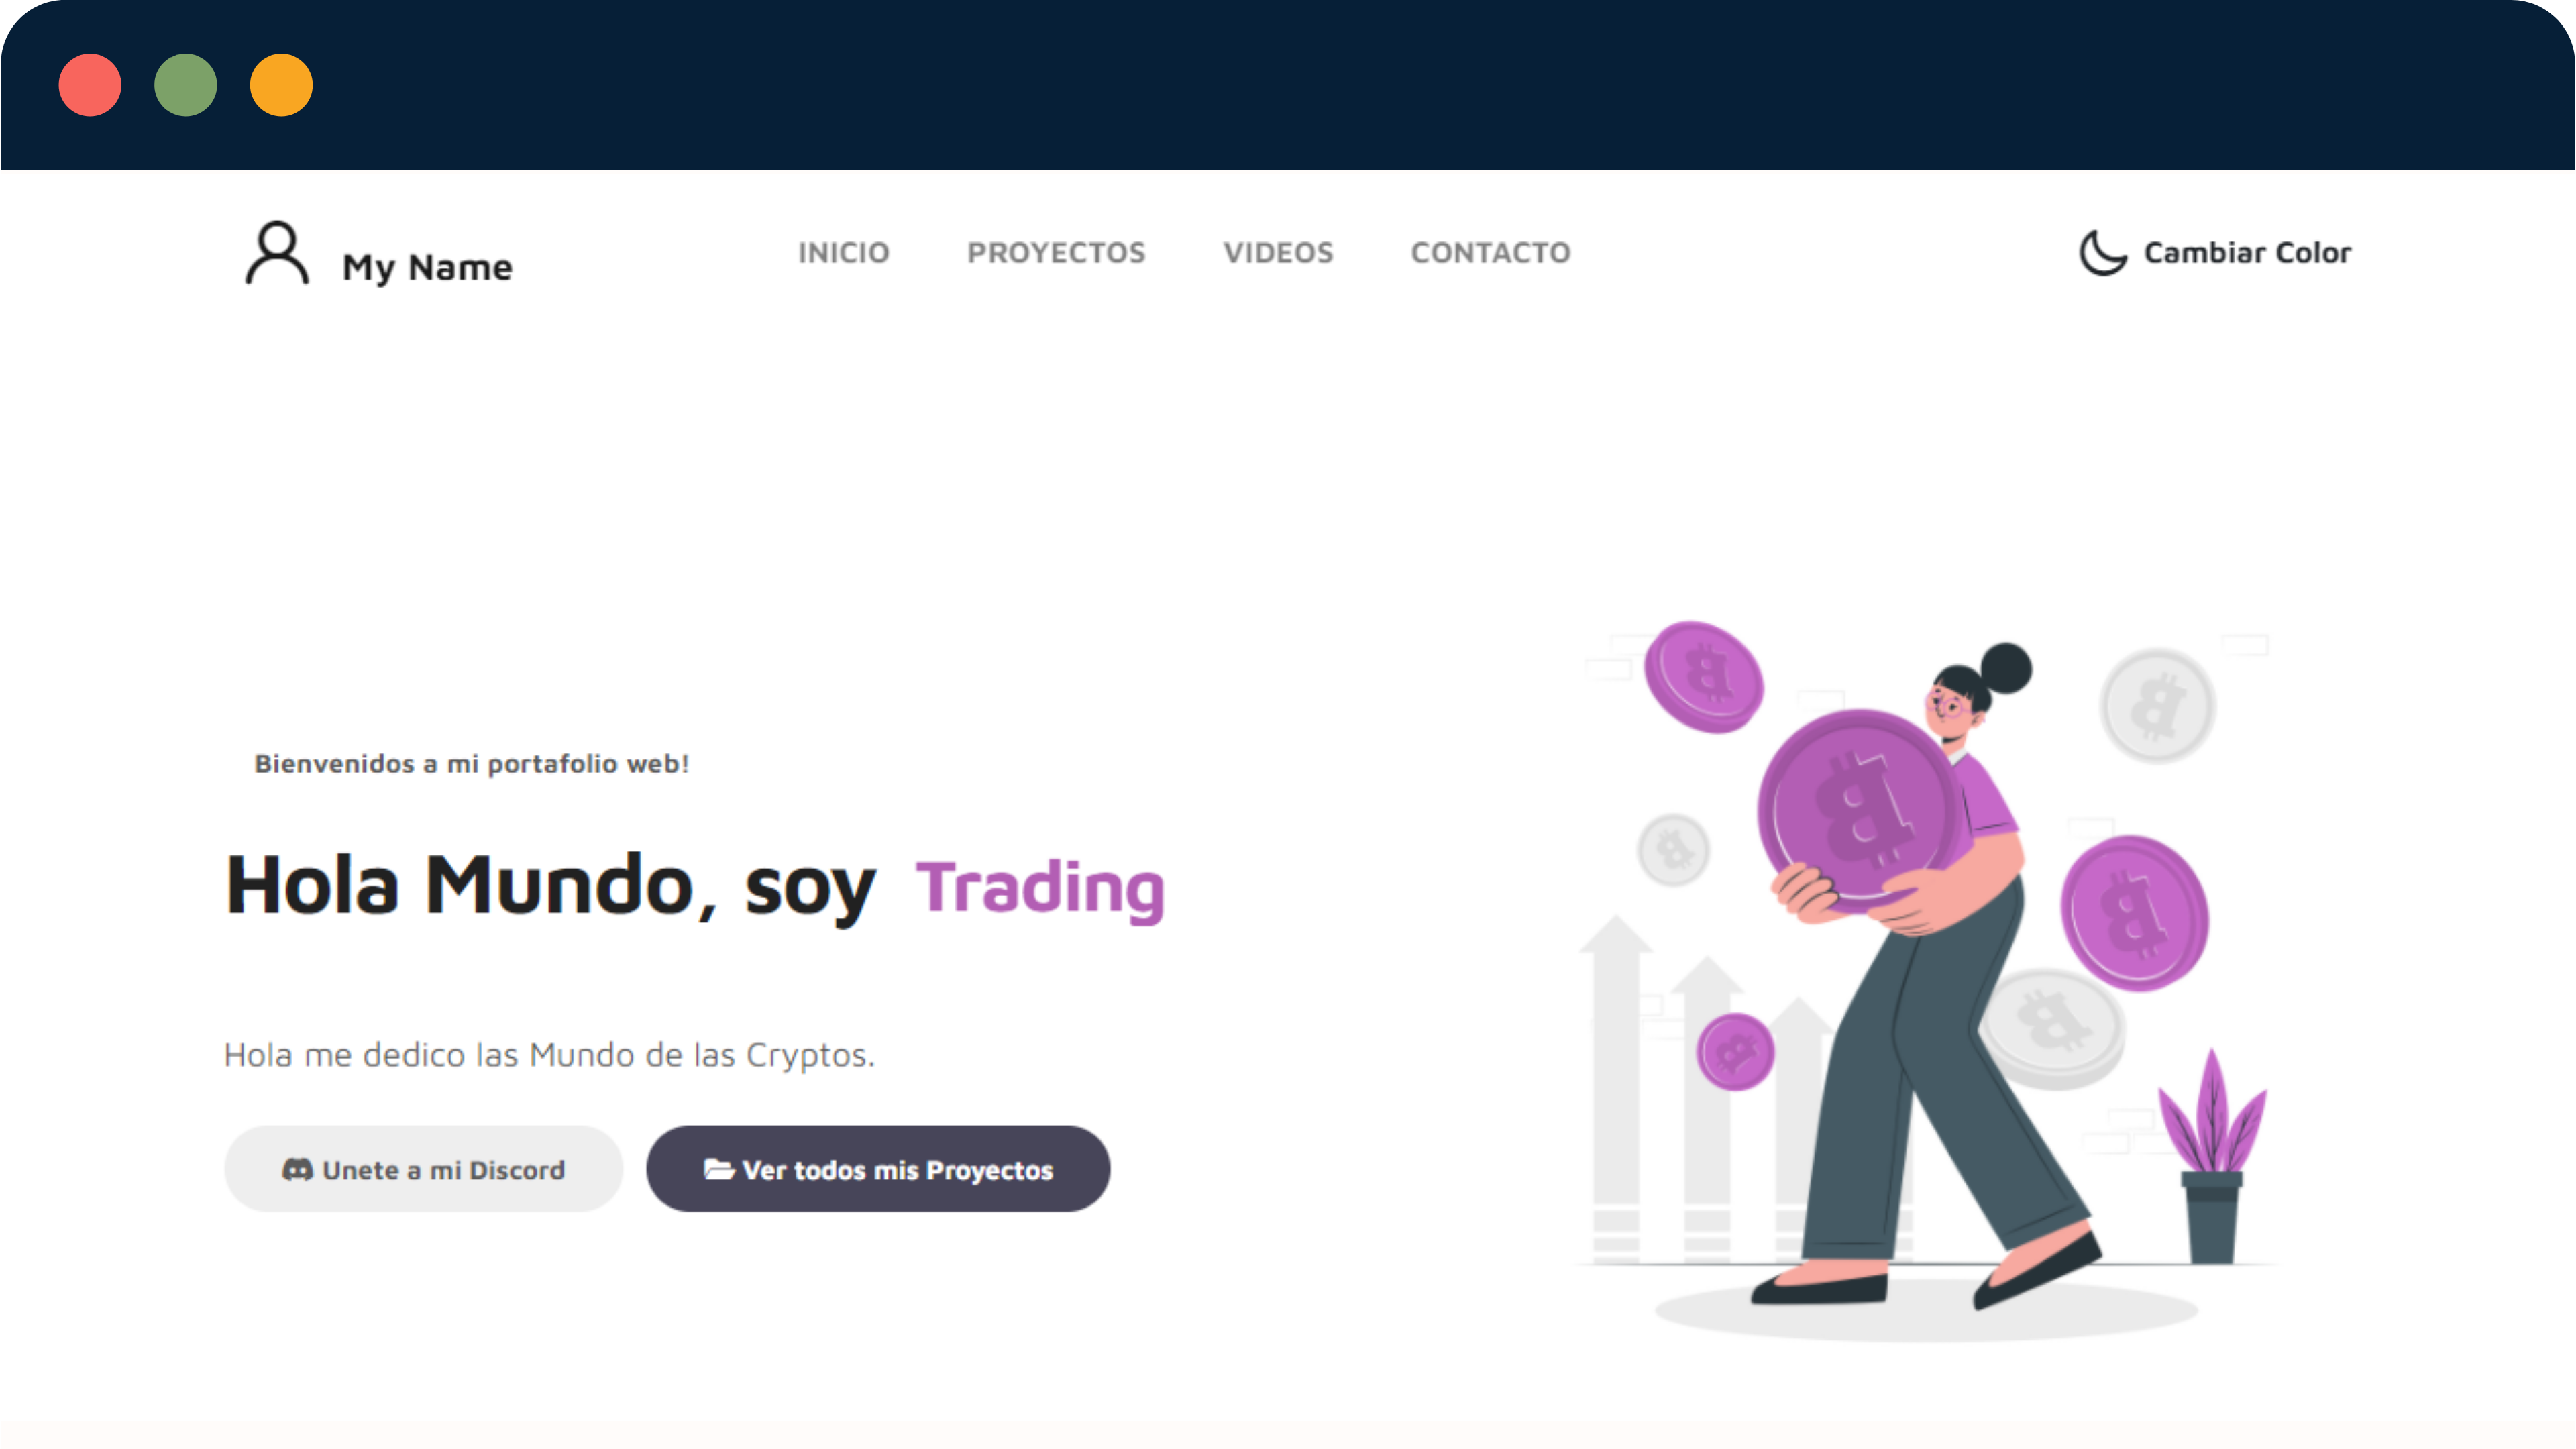 My Name
INICIO PROYECTOS VIDEOS CONTACTO
Cambiar Color
Bienvenidos a mi portafolio web!
Hola Mundo, soy Trading
Hola me dedico las Mundo de las Cryptos.
Unete a mi Discord
Ver todos mis Proyectos